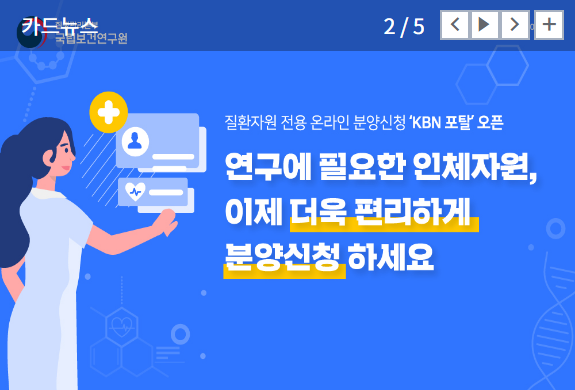 카드뉴스
국립보건연구원
2 / 5
질환자원 전용 온라인 분양신청 ‘KBN 포탈’ 오픈
연구에 필요한 인체자원,
이제 더욱 편리하게
분양신청 하세요